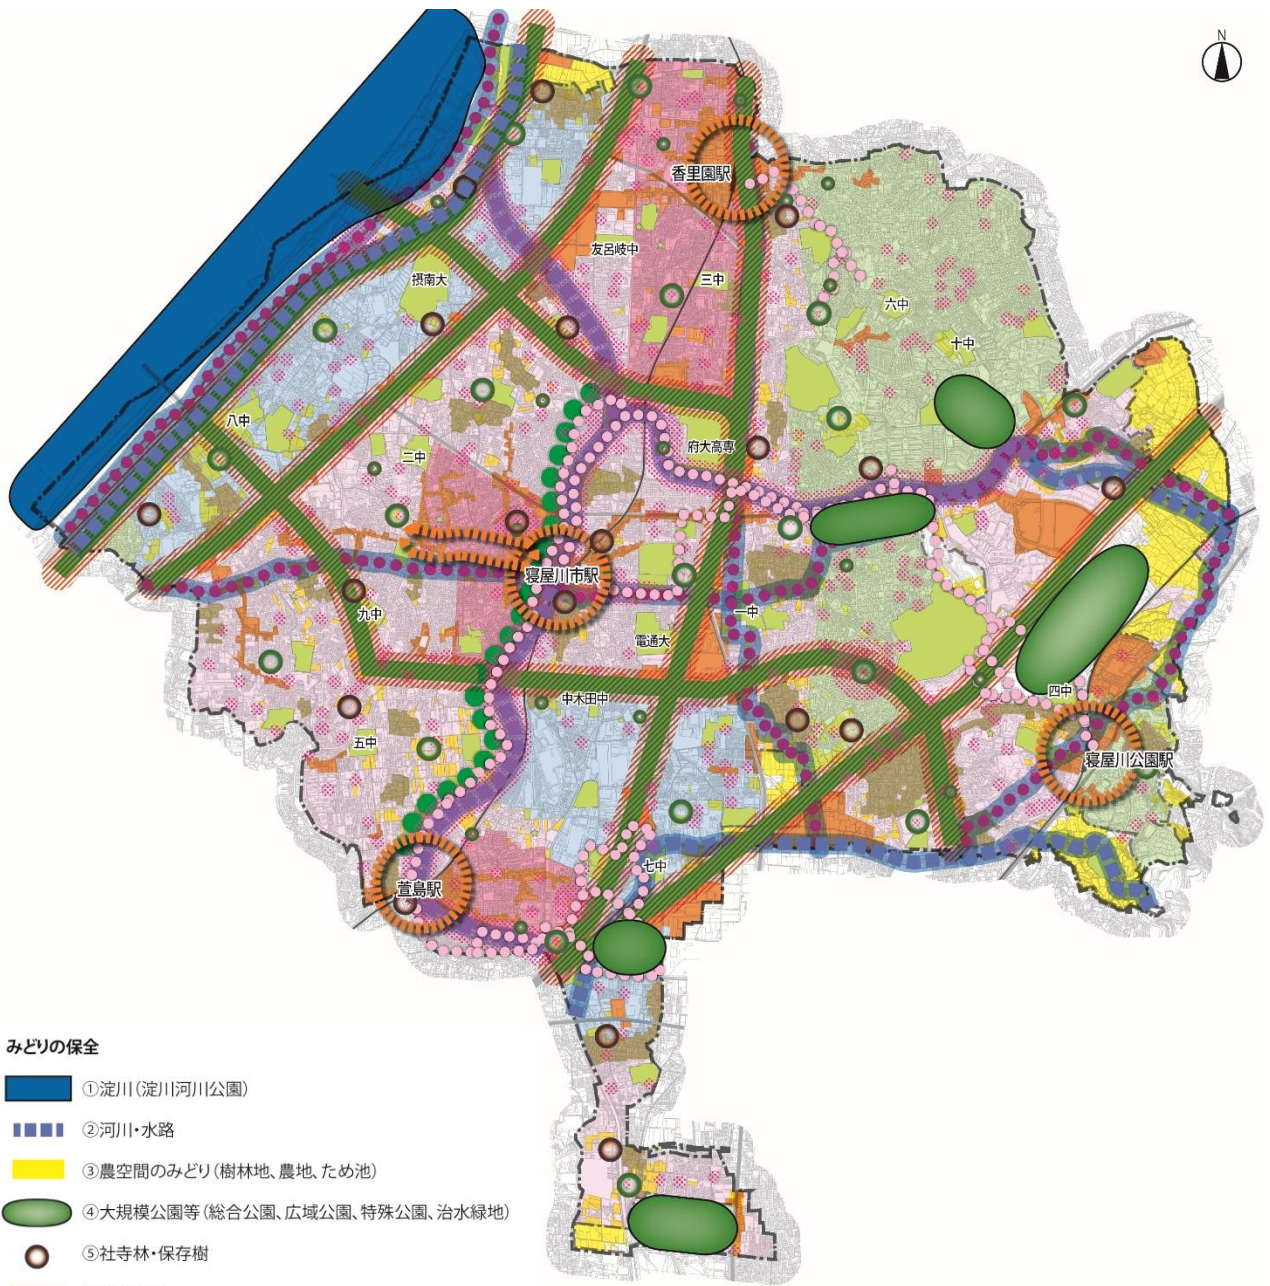 N
香里園駅
友呂岐中
摂南大
三中
六中
十中
八中
二中
府大高専
寝屋川市駅
九中
一中
電通大
四中
中木田中
五中
寝屋川公園駅
萱島駅
七中
みどりの保全
①淀川(淀川河川公園)
②河川・水路
③農空間のみどり(樹林地、農地、ため池)
④大規模公園等(総合公園、広域公園、特殊公園、治水緑地)
⑤社寺林・保存樹